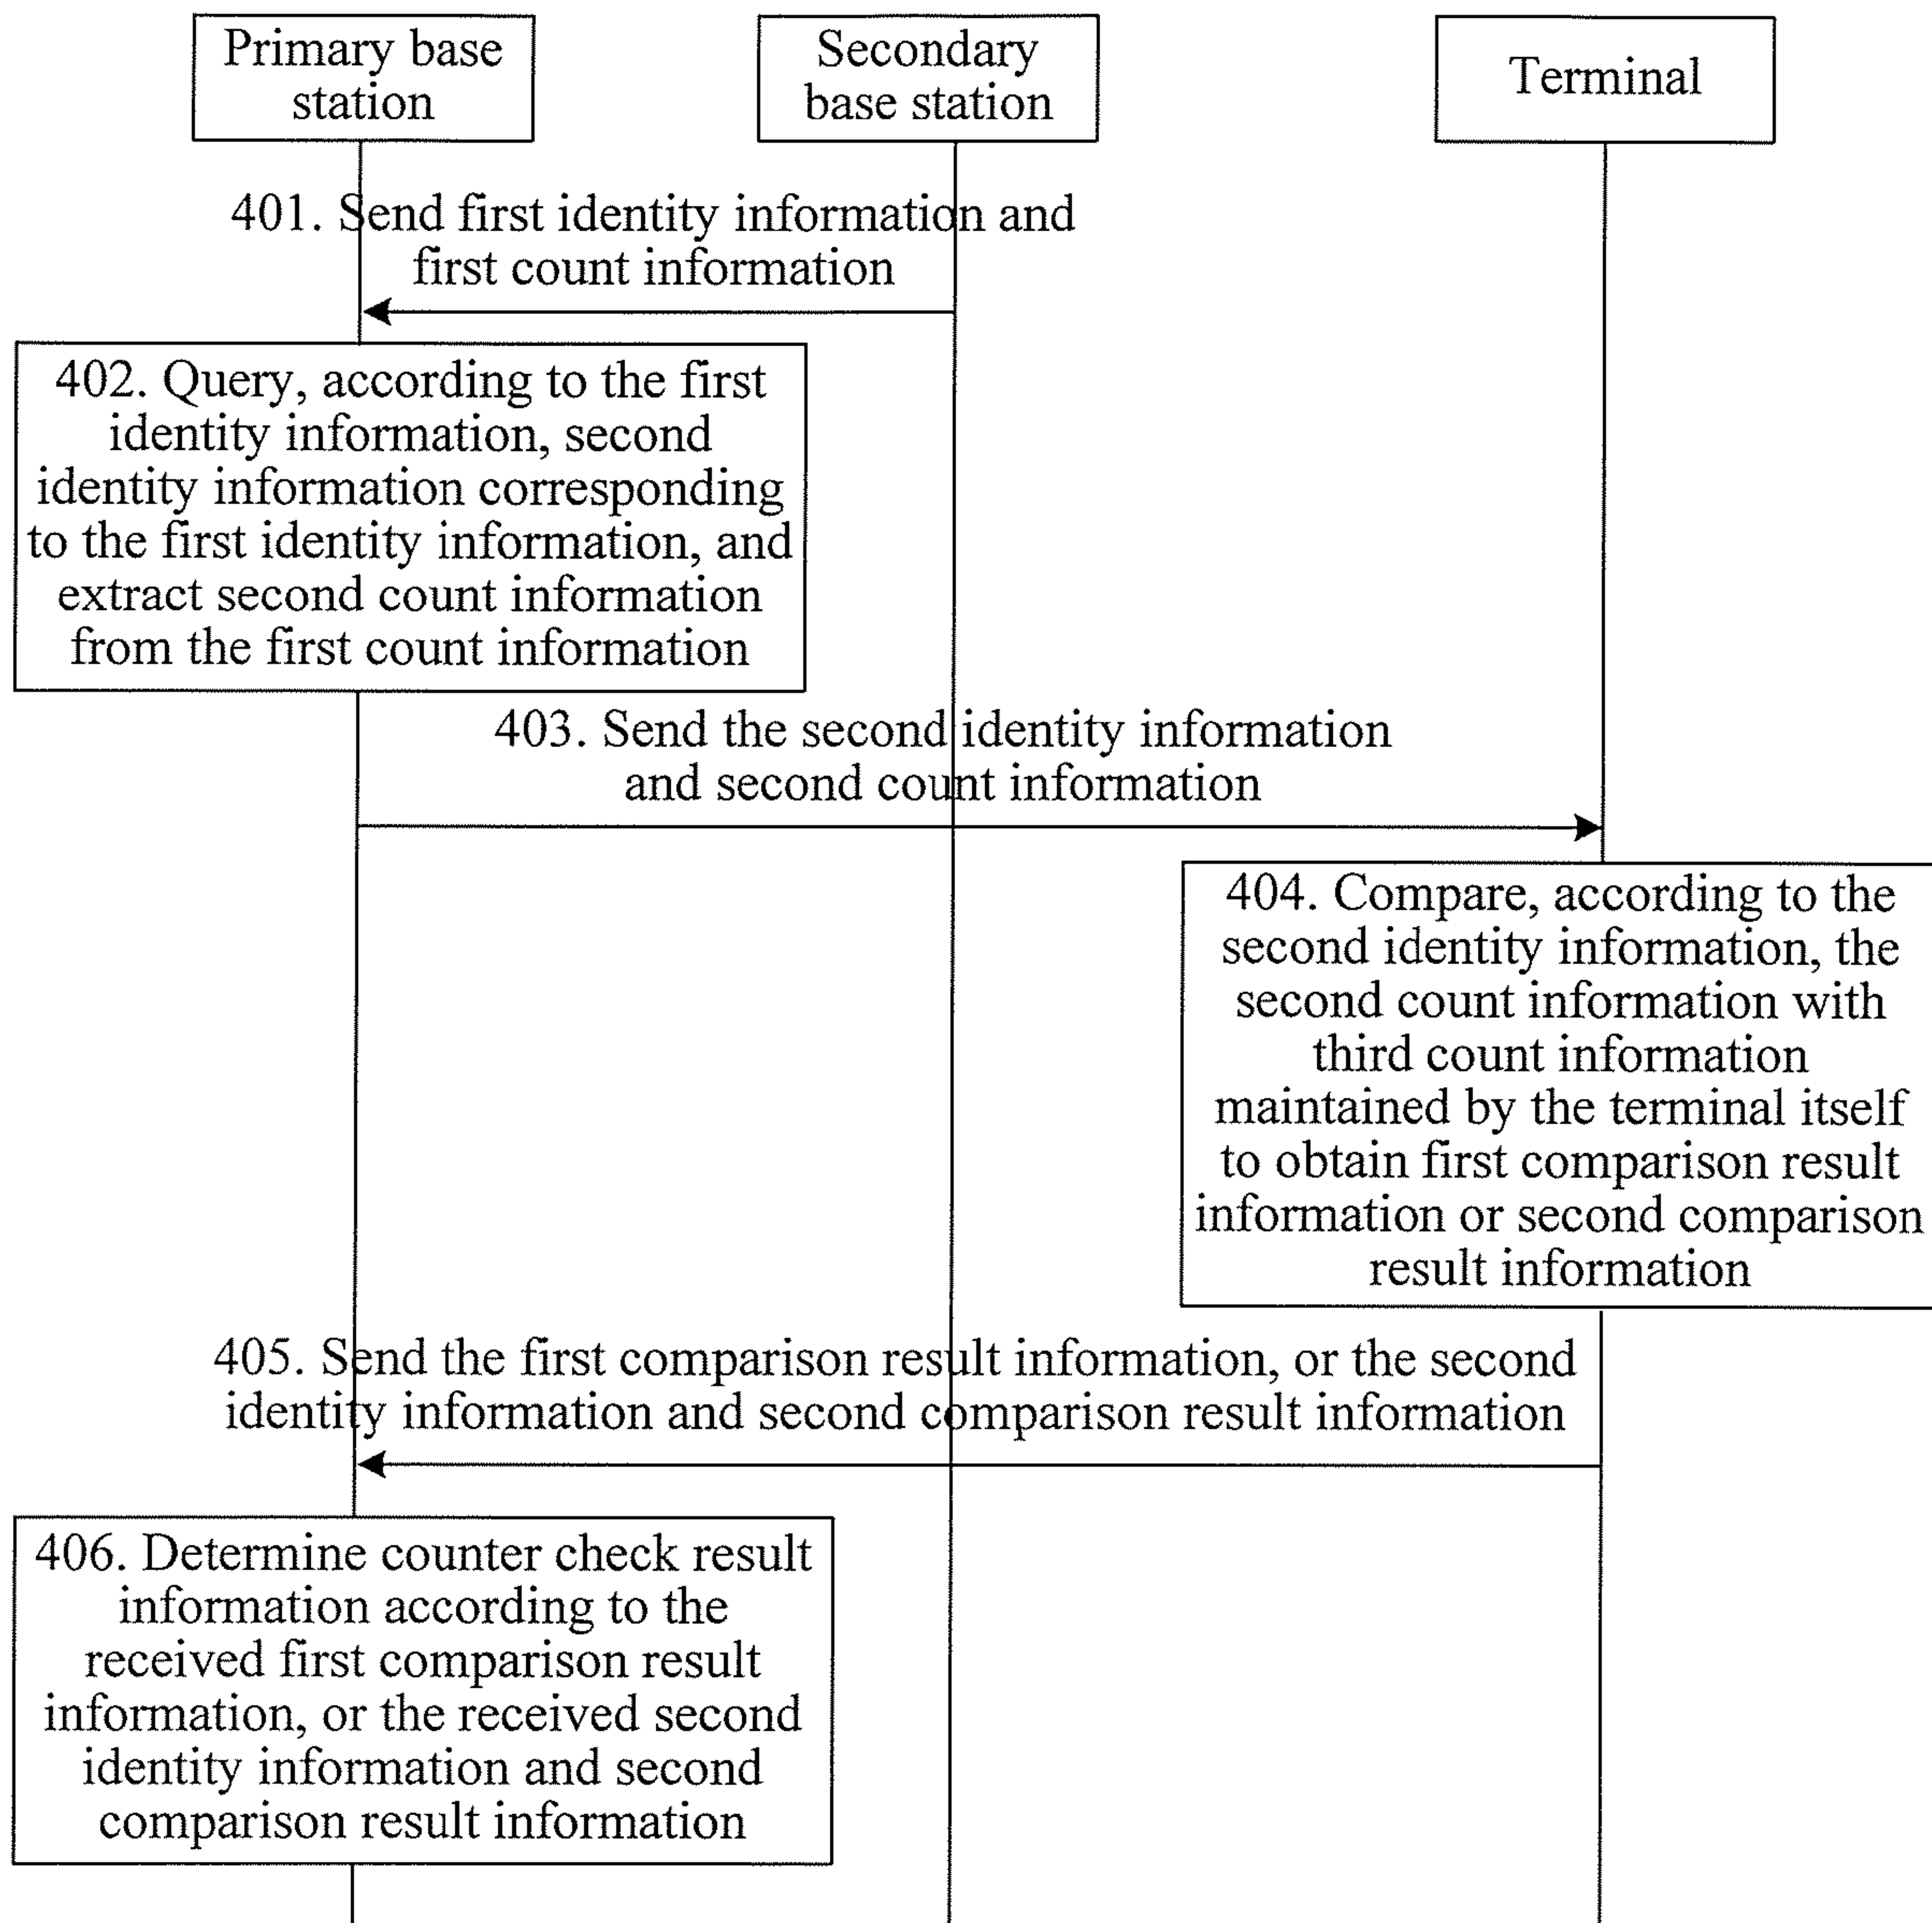 Primary base
station
Secondary
base station
Terminal
401. Send first identity information and
first count information
402. Query, according to the first
identity information, second
identity information corresponding
to the first identity information, and
extract second count information
from the first count information
403. Send the second identity information
and second count information
404. Compare, according to the
second identity information, the
second count information with
third count information
maintained by the terminal itself
to obtain first comparison result
information or second comparison
result information
405. Send the first comparison result information, or the second
identity information and second comparison result information
406. Determine counter check result
information according to the
received first comparison result
information, or the received second
identity information and second
comparison result information